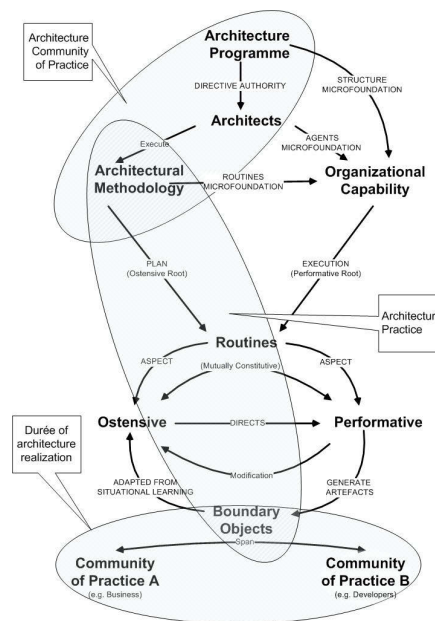 Architecture
Community
of Practice
Architecture
Programme
DIRECTIVE AUTHORITY
STRUCTURE
MICROFOUNDATION
Architects
Execute
AGENTS
MICROFOUNDATION
Architectural
Methodology
ROUTINES
MICROFOUNDATION
Organizational
Capability
PLAN
(Ostensive Root)
EXECUTION
(Performative Root)
Architectur
Practice
Routines
ASPECT
(Mutually Constitutive)
ASPECT
Ostensive
DIRECTS
Performative
Durée of
architecture
realization
Modification
ADAPTED FROM
SITUATIONAL LEARNING
GENERATE
ARTEFACTS
Boundary
Objects
Span
Community
of Practice A
(e.g. Business)
Community
of Practice B
(e.g. Developers)